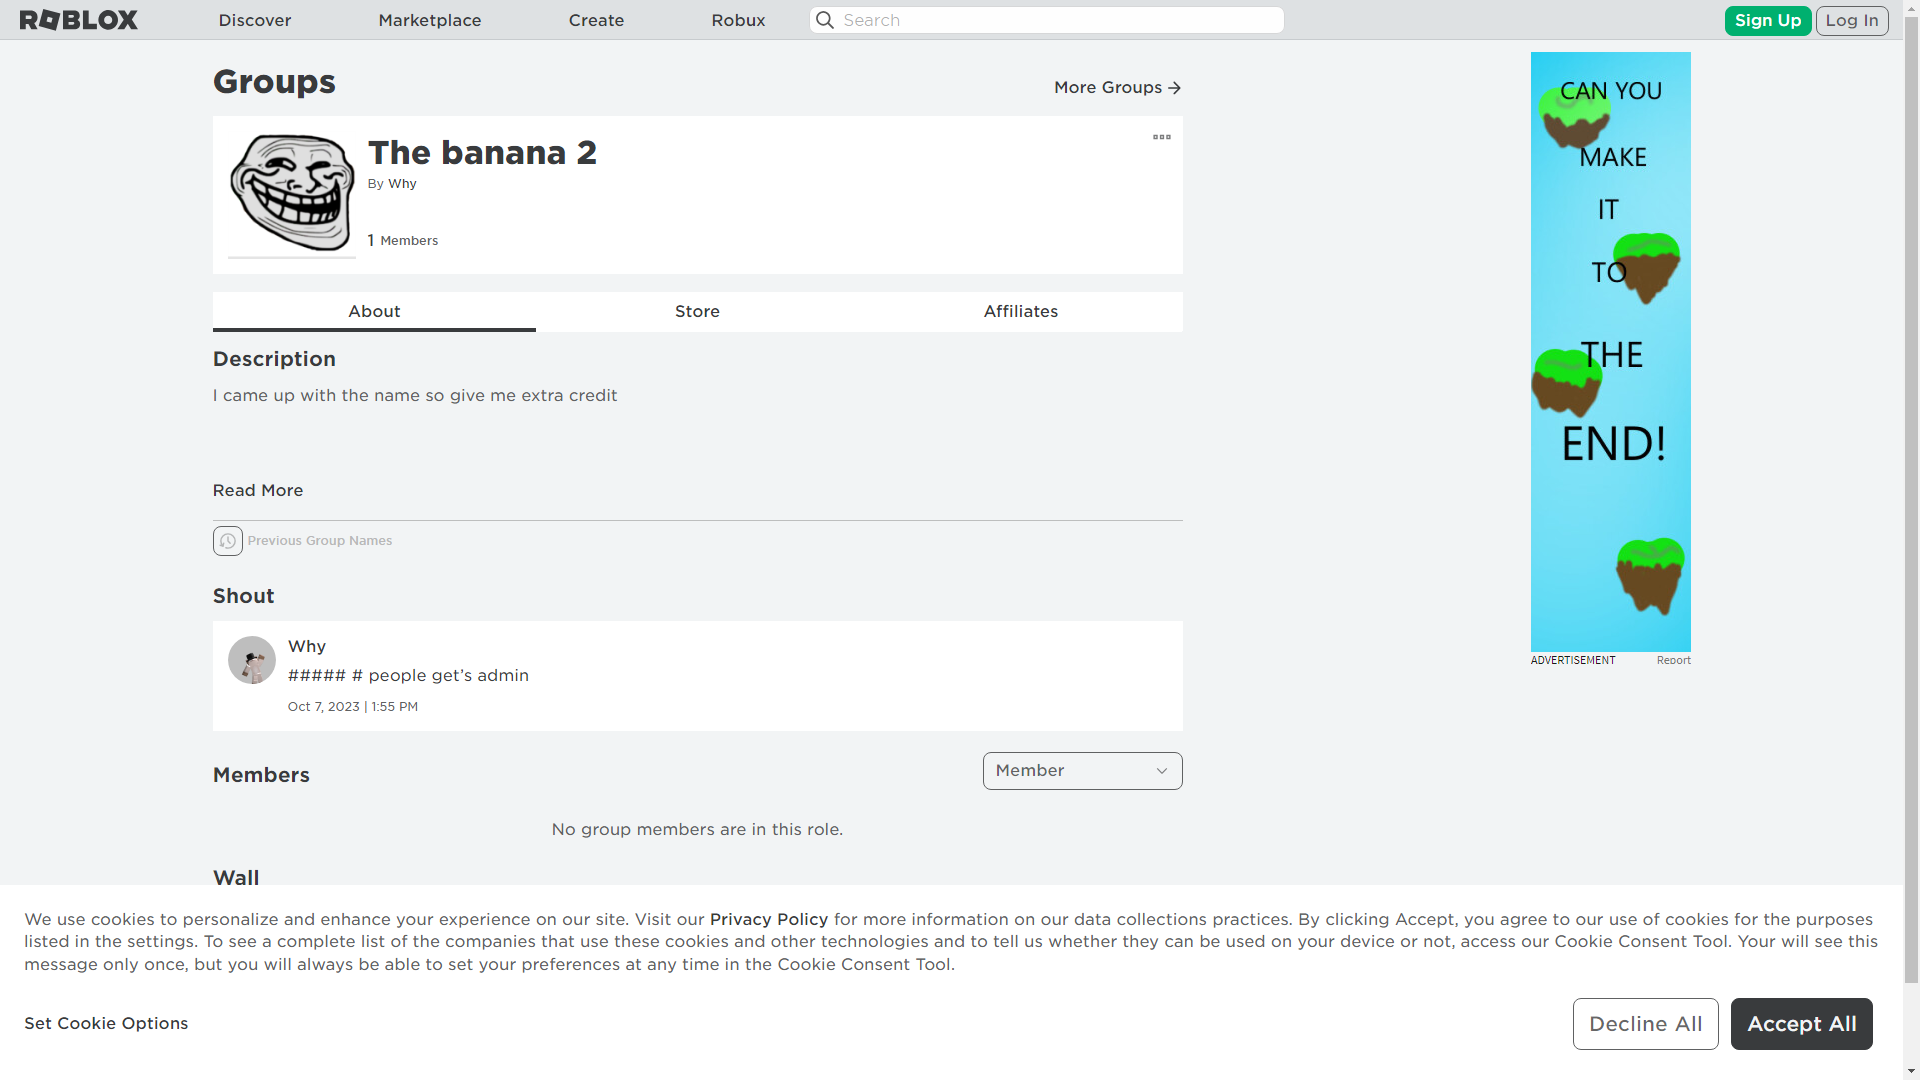 ROBLOX
Discover
Marketplace
Create
Robux
Search
Sign Up
Log In
Groups
More Groups
The banana 2
By Why
1 Members
About
Store
Affiliates
Description
I came up with the name so give me extra credit
Read More
Previous Group Names
Shout
Why
##### # people get’s admin
Oct 7, 2023 | 1:55 PM
Members
Member
No group members are in this role.
Wall
CAN YOU
MAKE
IT
TO
THE
END!
ADVERTISEMENT
Report
We use cookies to personalize and enhance your experience on our site. Visit our Privacy Policy for more information on our data collections practices. By clicking Accept, you agree to our use of cookies for the purposes
listed in the settings. To see a complete list of the companies that use these cookies and other technologies and to tell us whether they can be used on your device or not, access our Cookie Consent Tool. Your will see this
message only once, but you will always be able to set your preferences at any time in the Cookie Consent Tool.
Set Cookie Options
Decline All
Accept All